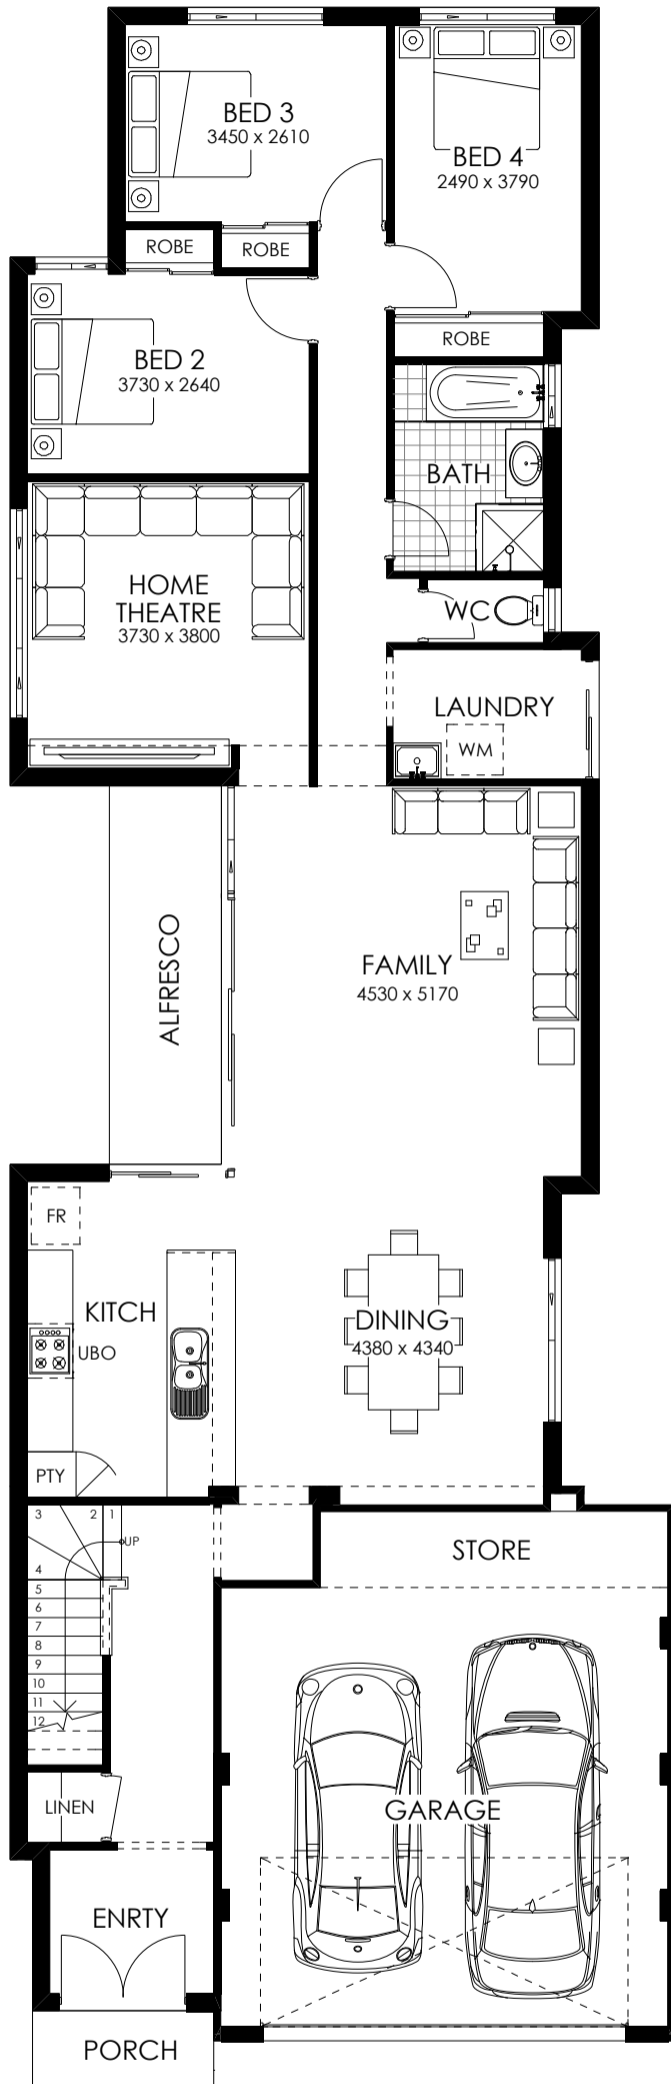 BED 3
3450 x 2610
BED 4
2490 x 3790
ROBE
ROBE
ROBE
BED 2
3730 x 2640
BATH
HOME
THEATRE
3730 x 3800
WC
LAUNDRY
WM
ALFRESCO
FAMILY
4530 x 5170
FR
KITCH
UBO
DINING
4380 x 4340
PTY
3
2
1
UP
4
5
6
7
8
9
10
11
12
STORE
LINEN
GARAGE
ENRTY
PORCH